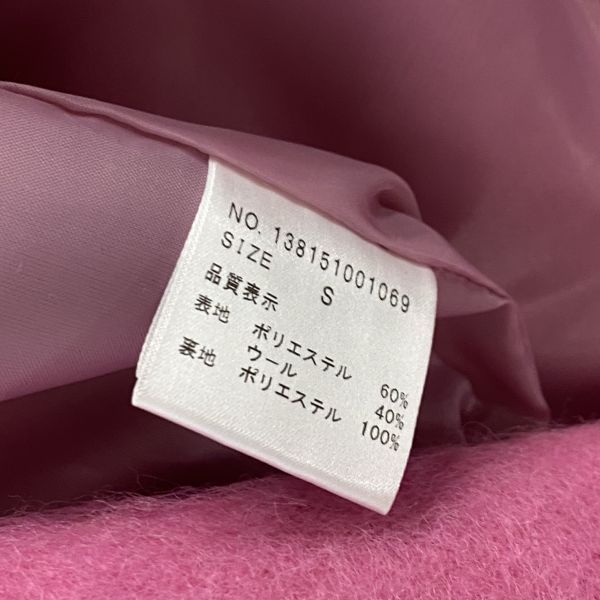 NO. 138151001069
SIZE S
品質表示
表地 ポリエステル 60%
ウール 40%
裏地 ポリエステル 100%